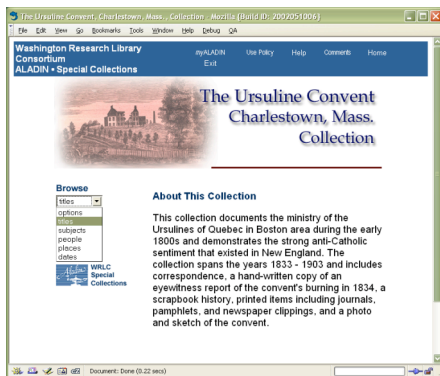 The Ursuline Convent, Charlestown, Mass., Collection - Mozilla {Build ID: 2002051006}
File Edit View Go Bookmarks Tools Window Help Debug QA
Washington Research Library
Consortium
ALADIN • Special Collections
myALADIN Use Policy Help Comments Home
Exit
The Ursuline Convent
Charlestown, Mass.
Collection
Browse
titles
options
titles
subjects
people
places
dates
WRLC
Special
Collections
About This Collection
This collection documents the ministry of the
Ursulines of Quebec in Boston area during the early
1800s and demonstrates the strong anti-Catholic
sentiment that existed in New England. The
collection spans the years 1833 - 1903 and includes
correspondence, a hand-written copy of an
eyewitness report of the convent's burning in 1834, a
scrapbook history, printed items including journals,
pamphlets, and newspaper clippings, and a photo
and sketch of the convent.
Document: Done (0.22 secs)